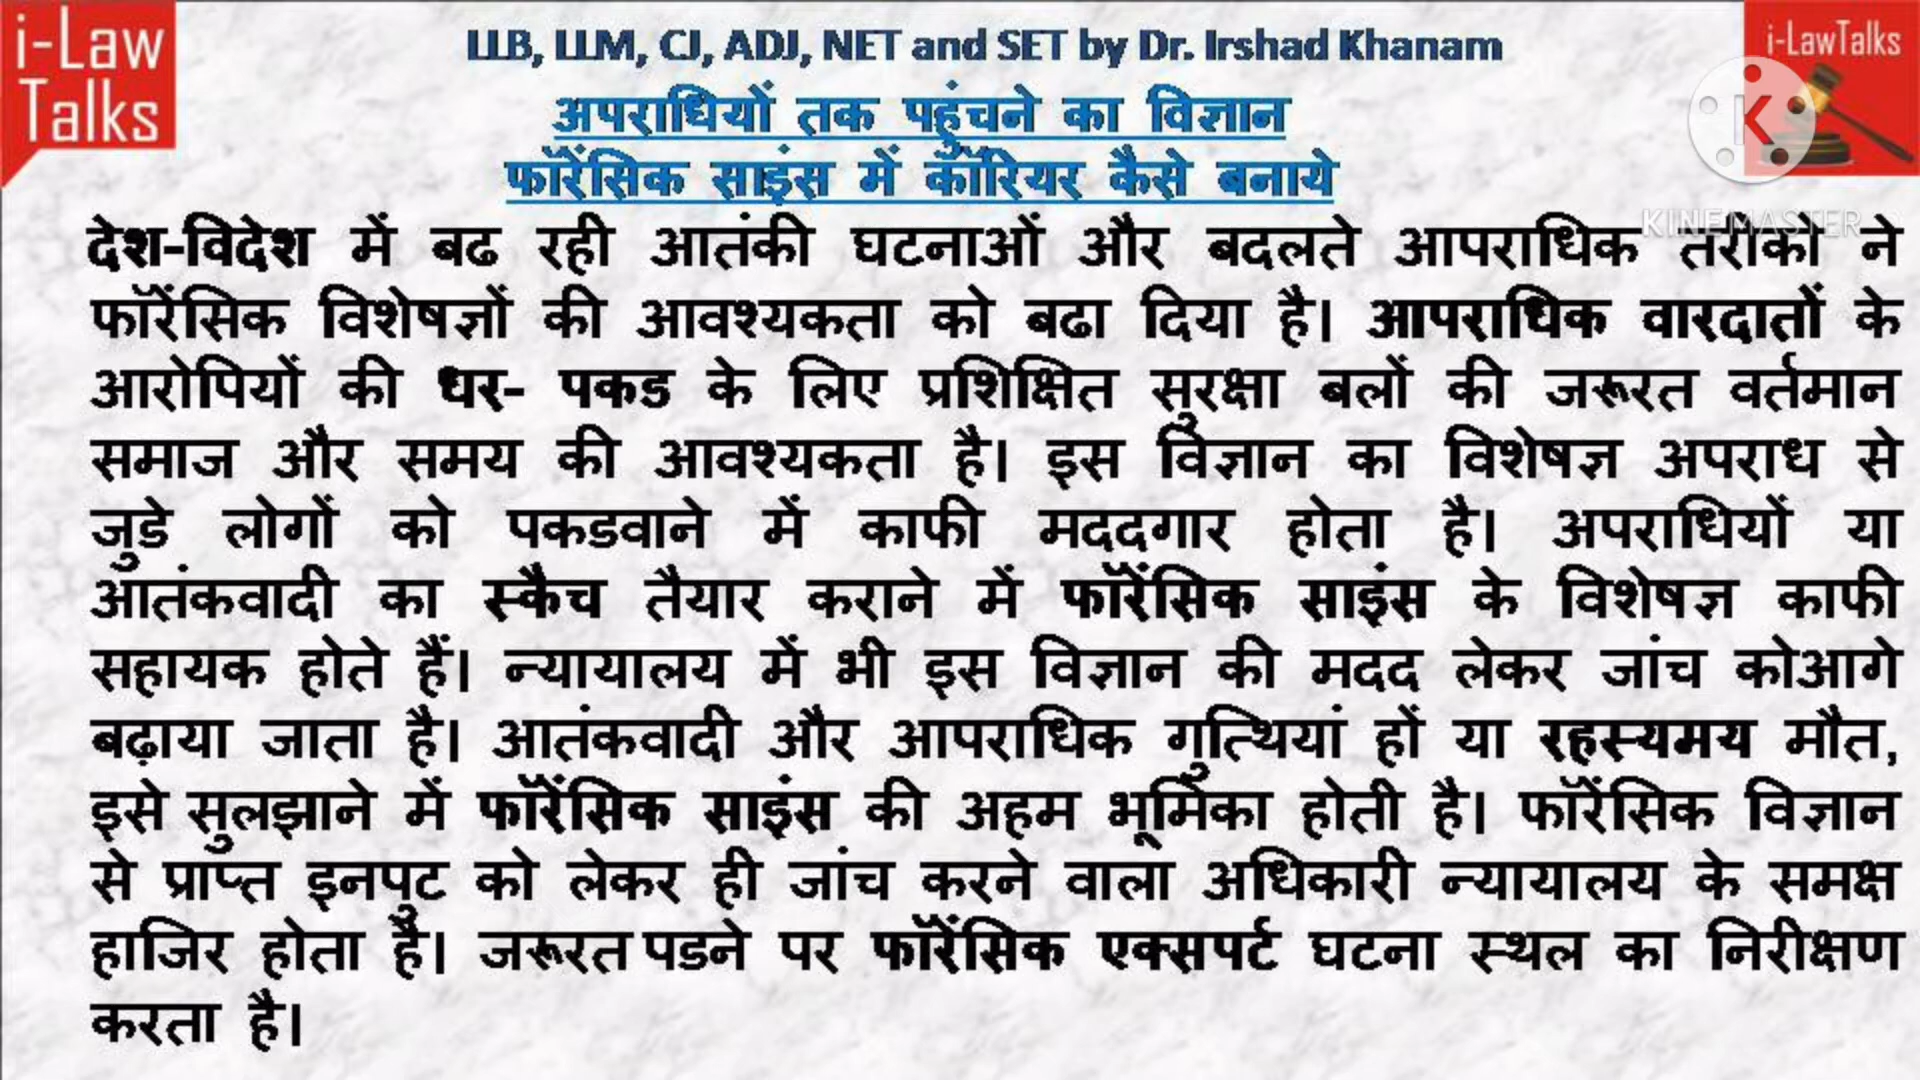 i-Law
Talks
LLB, LLM, CJ, ADJ, NET and SET by Dr. Irshad Khanam
i-LawTalks
K
KINEMASTER
अपराधियों तक पहुंचने का विज्ञान
फॉरेंसिक साइंस में कॅारियर कैसे बनाये
देश-विदेश में बढ रही आतंकी घटनाओं और बदलते आपराधिक तरीकों ने
फॉरेंसिक विशेषज्ञों की आवश्यकता को बढा दिया है। आपराधिक वारदातों के
आरोपियों की धर- पकड के लिए प्रशिक्षित सुरक्षा बलों की जरूरत वर्तमान
समाज और समय की आवश्यकता है। इस विज्ञान का विशेषज्ञ अपराध से
जुडे लोगों को पकडवाने में काफी मददगार होता है। अपराधियों या
आतंकवादी का स्कैच तैयार कराने में फॉरेंसिक साइंस के विशेषज्ञ काफी
सहायक होते हैं। न्यायालय में भी इस विज्ञान की मदद लेकर जांच कोआगे
बढ़ाया जाता है। आतंकवादी और आपराधिक गुत्थियां हों या रहस्यमय मौत,
इसे सुलझाने में फॉरेंसिक साइंस की अहम भूमिका होती है। फॉरेंसिक विज्ञान
से प्राप्त इनपुट को लेकर ही जांच करने वाला अधिकारी न्यायालय के समक्ष
हाजिर होता है। जरूरत पडने पर फॉरेंसिक एक्सपर्ट घटना स्थल का निरीक्षण
करता है।